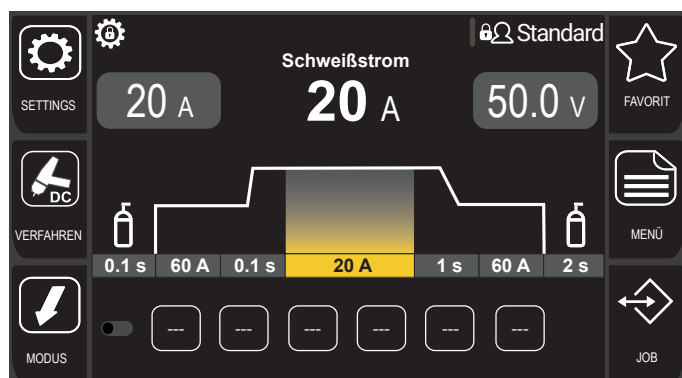 Standard
Schweißstrom
20 A
20 A
50.0 V
SETTINGS
FAVORIT
DC
VERFAHREN
MENÜ
0.1 s 60 A 0.1 s 20 A 1 s 60 A 2 s
--- --- --- --- --- ---
MODUS
JOB